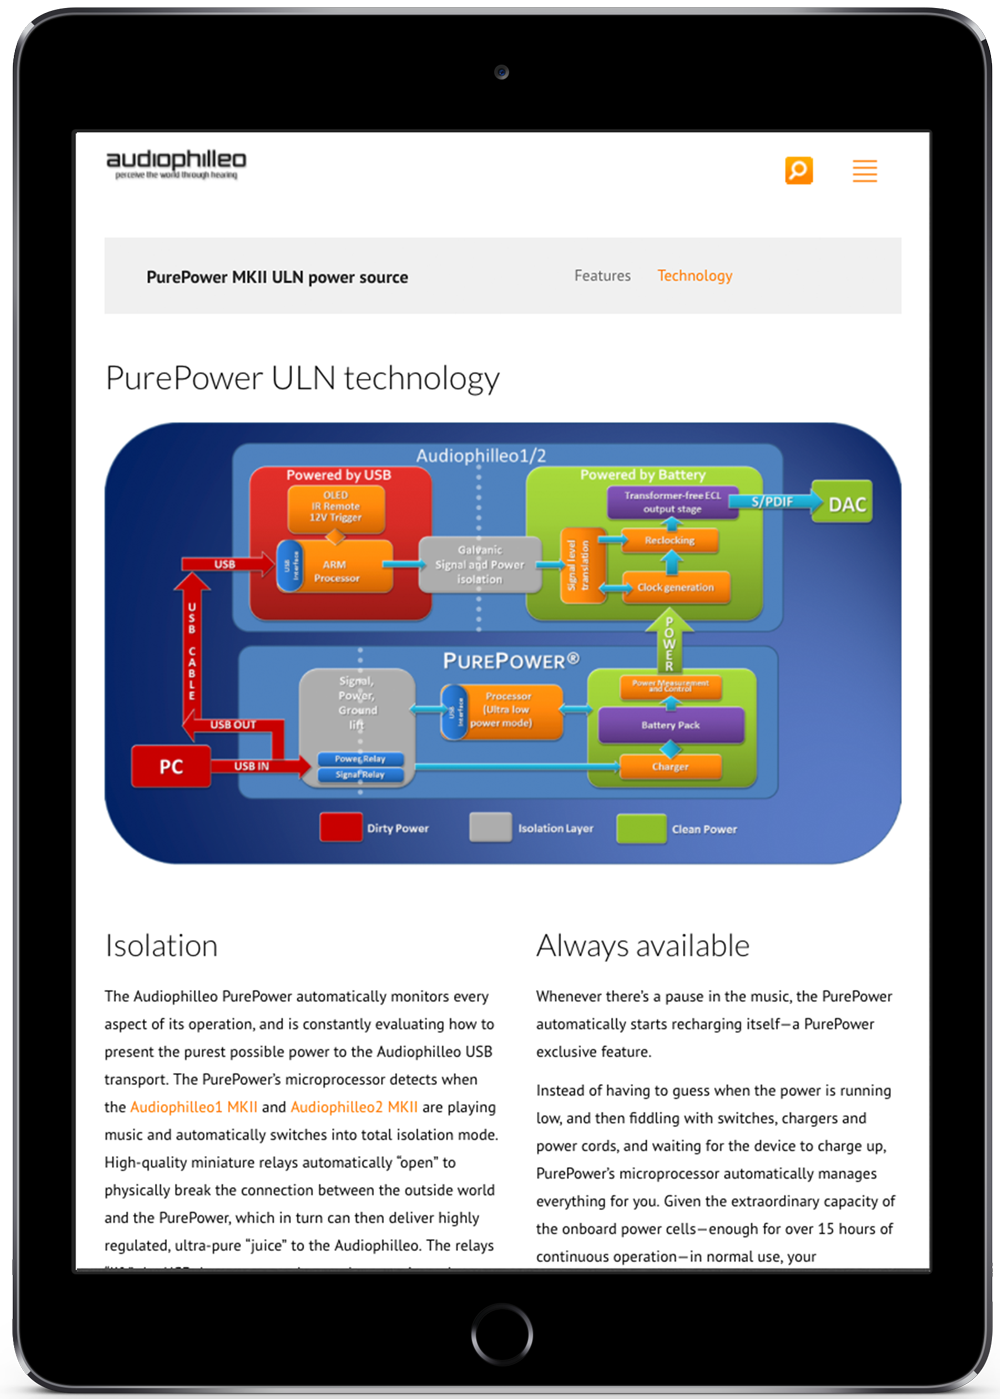 audiophilleo
perceive the world through hearing
PurePower MKII ULN power source
Features
Technology
PurePower ULN technology
Audiophilleo1/2
Powered by USB
Powered by Battery
OLED
IR Remote
12V Trigger
Transformer-free ECL
output stage
S/PDIF
DAC
USB
USB
Interface
ARM
Processor
Galvanic
Signal and Power
isolation
Signal level
translation
Reclocking
Clock generation
USB CABLE
POWER
PUREPOWER®
Signal,
Power,
Ground
lift
USB
Interface
Processor
(Ultra low
power mode)
Power Measurement
and Control
Battery Pack
Charger
USB OUT
PC
USB IN
Power Relay
Signal Relay
Dirty Power
Isolation Layer
Clean Power
Isolation
The Audiophilleo PurePower automatically monitors every
aspect of its operation, and is constantly evaluating how to
present the purest possible power to the Audiophilleo USB
transport. The PurePower’s microprocessor detects when
the Audiophilleo1 MKII and Audiophilleo2 MKII are playing
music and automatically switches into total isolation mode.
High-quality miniature relays automatically “open” to
physically break the connection between the outside world
and the PurePower, which in turn can then deliver highly
regulated, ultra-pure “juice” to the Audiophilleo. The relays
Always available
Whenever there’s a pause in the music, the PurePower
automatically starts recharging itself—a PurePower
exclusive feature.
Instead of having to guess when the power is running
low, and then fiddling with switches, chargers and
power cords, and waiting for the device to charge up,
PurePower’s microprocessor automatically manages
everything for you. Given the extraordinary capacity of
the onboard power cells—enough for over 15 hours of
continuous operation—in normal use, your